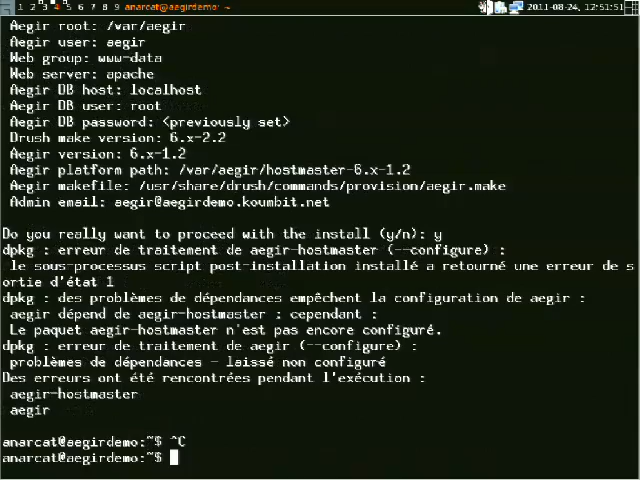 1 2 3 4 5 6 7 8 9 anarcat@aegirdemo: ~ 2011-08-24, 12:51:51
Aegir root: /var/aegir
Aegir user: aegir
Web group: www-data
Web server: apache
Aegir DB host: localhost
Aegir DB user: root
Aegir DB password: <previously set>
Drush make version: 6.x-2.2
Aegir version: 6.x-1.2
Aegir platform path: /var/aegir/hostmaster-6.x-1.2
Aegir makefile: /usr/share/drush/commands/provision/aegir.make
Admin email: aegir@aegirdemo.koumbit.net
Do you really want to proceed with the install (y/n): y
dpkg : erreur de traitement de aegir-hostmaster (--configure) :
le sous-processus script post-installation installé a retourné une erreur de s
ortie d'état 1
dpkg : des problèmes de dépendances empêchent la configuration de aegir :
aegir dépend de aegir-hostmaster ; cependant :
Le paquet aegir-hostmaster n'est pas encore configuré.
dpkg : erreur de traitement de aegir (--configure) :
problèmes de dépendances - laissé non configuré
Des erreurs ont été rencontrées pendant l'exécution :
aegir-hostmaster
aegir
anarcat@aegirdemo:~$ ^C
anarcat@aegirdemo:~$